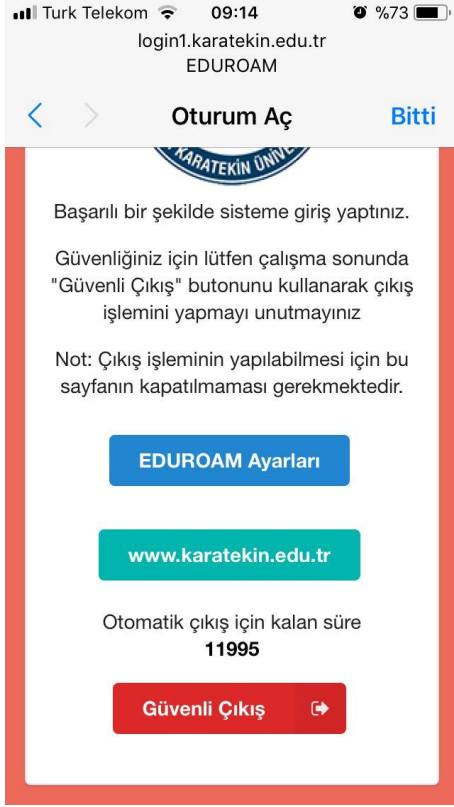 Turk Telekom 09:14 %73
login1.karatekin.edu.tr
EDUROAM
Oturum Aç Bitti
KARATEKİN ÜNİVE
Başarılı bir şekilde sisteme giriş yaptınız.
Güvenliğiniz için lütfen çalışma sonunda
"Güvenli Çıkış" butonunu kullanarak çıkış
işlemini yapmayı unutmayınız
Not: Çıkış işleminin yapılabilmesi için bu
sayfanın kapatılmaması gerekmektedir.
EDUROAM Ayarları
www.karatekin.edu.tr
Otomatik çıkış için kalan süre
11995
Güvenli Çıkış